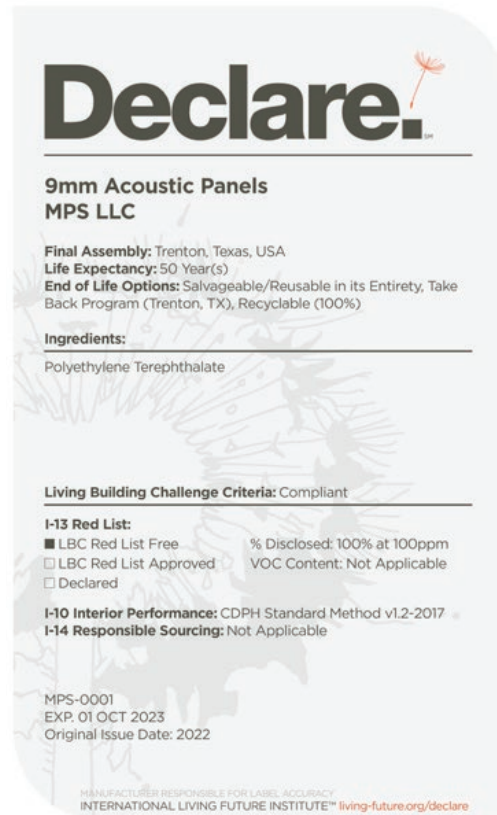 Declare.
SM
9mm Acoustic Panels
MPS LLC
Final Assembly: Trenton, Texas, USA
Life Expectancy: 50 Year(s)
End of Life Options: Salvageable/Reusable in its Entirety, Take
Back Program (Trenton, TX), Recyclable (100%)
Ingredients:
Polyethylene Terephthalate
Living Building Challenge Criteria: Compliant
I-13 Red List:
■ LBC Red List Free % Disclosed: 100% at 100ppm
□ LBC Red List Approved VOC Content: Not Applicable
□ Declared
I-10 Interior Performance: CDPH Standard Method v1.2-2017
I-14 Responsible Sourcing: Not Applicable
MPS-0001
EXP. 01 OCT 2023
Original Issue Date: 2022
MANUFACTURER RESPONSIBLE FOR LABEL ACCURACY
INTERNATIONAL LIVING FUTURE INSTITUTE™ living-future.org/declare